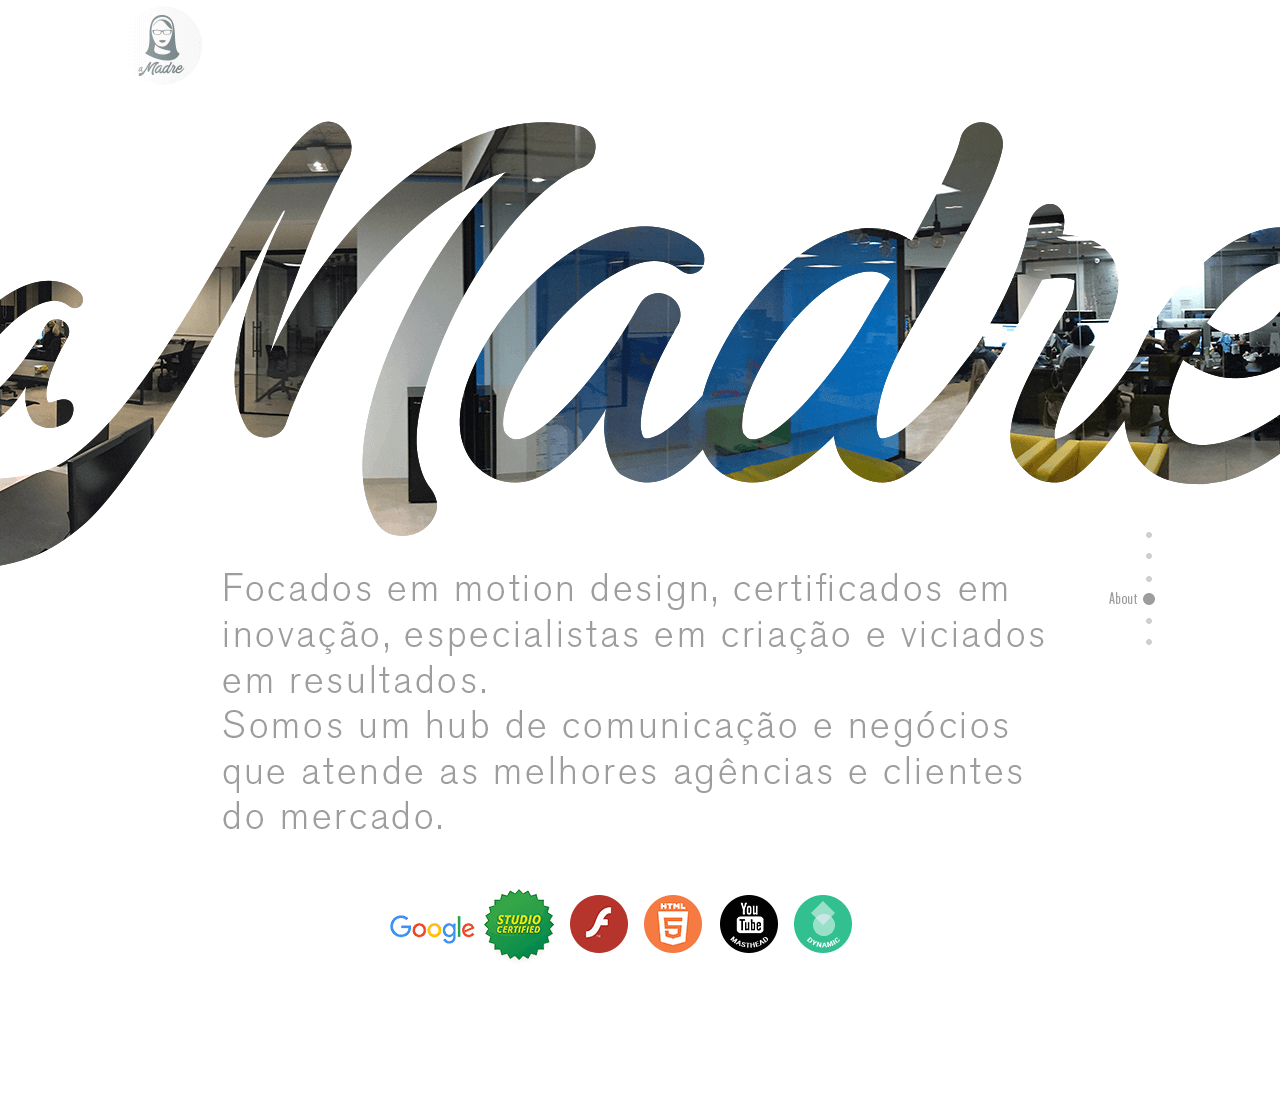 a Madre
a Madre
Focados em motion design, certificados em
inovação, especialistas em criação e viciados
em resultados.
About
Somos um hub de comunicação e negócios
que atende as melhores agências e clientes
do mercado.
Google
STUDIO
CERTIFIED
HTML
5
You
Tube
MASTHEAD
DYNAMIC